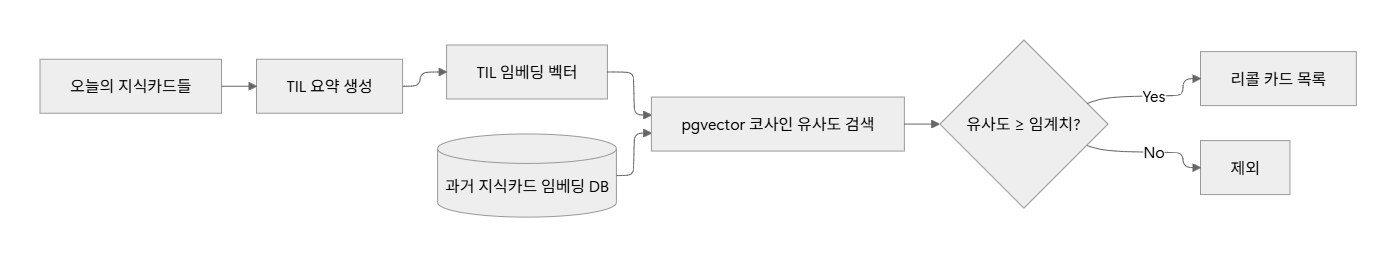 오늘의 지식카드들
TIL 요약 생성
TIL 임베딩 벡터
과거 지식카드 임베딩 DB
pgvector 코사인 유사도 검색
유사도 ≥ 임계치?
Yes
리콜 카드 목록
No
제외